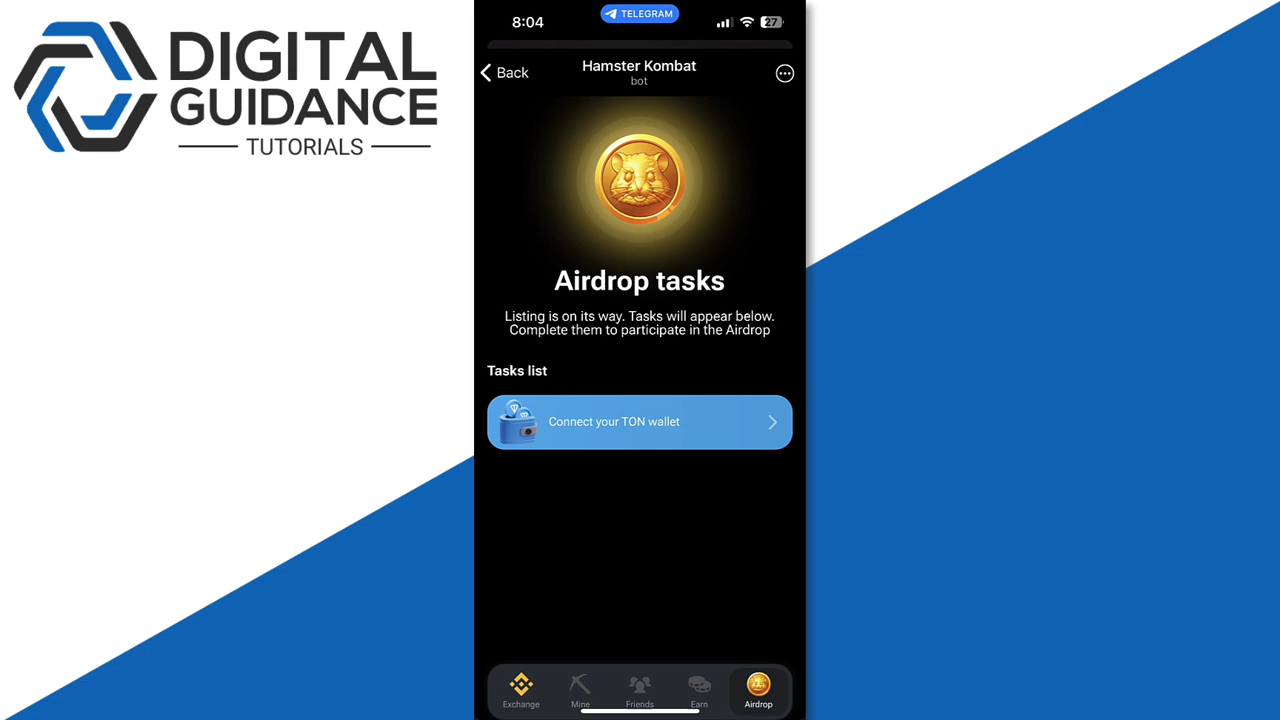 DIGITAL
GUIDANCE
TUTORIALS
8:04
TELEGRAM
27
Back
Hamster Kombat
bot
Airdrop tasks
Listing is on its way. Tasks will appear below.
Complete them to participate in the Airdrop
Tasks list
Connect your TON wallet
Exchange
Mine
Friends
Earn
Airdrop